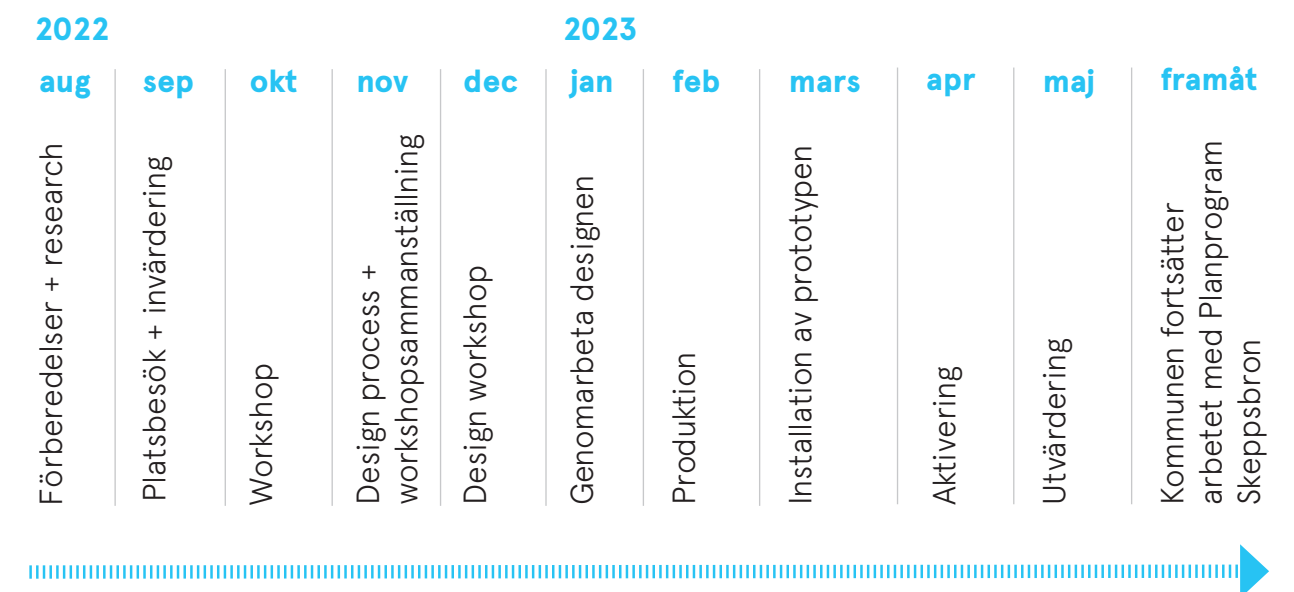 2022
2023
aug
sep
okt
nov
dec
jan
feb
mars
apr
maj
framåt
Förberedelser + research
Platsbesök + invärdering
Workshop
Design process +
workshopsammanställning
Design workshop
Genomarbeta designen
Produktion
Installation av prototypen
Aktivering
Utvärdering
Kommunen fortsätter
arbetet med Planprogram
Skeppsbron